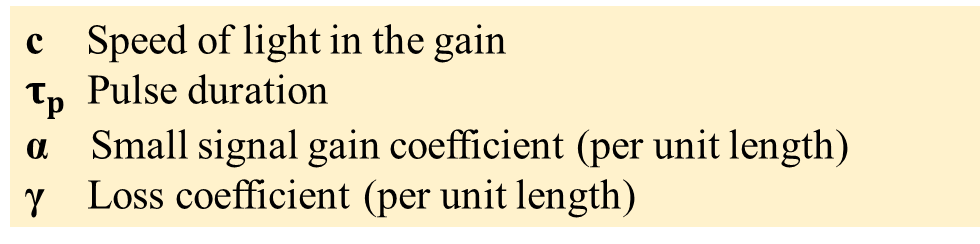 c Speed of light in the gain
τp Pulse duration
α Small signal gain coefficient (per unit length)
γ Loss coefficient (per unit length)